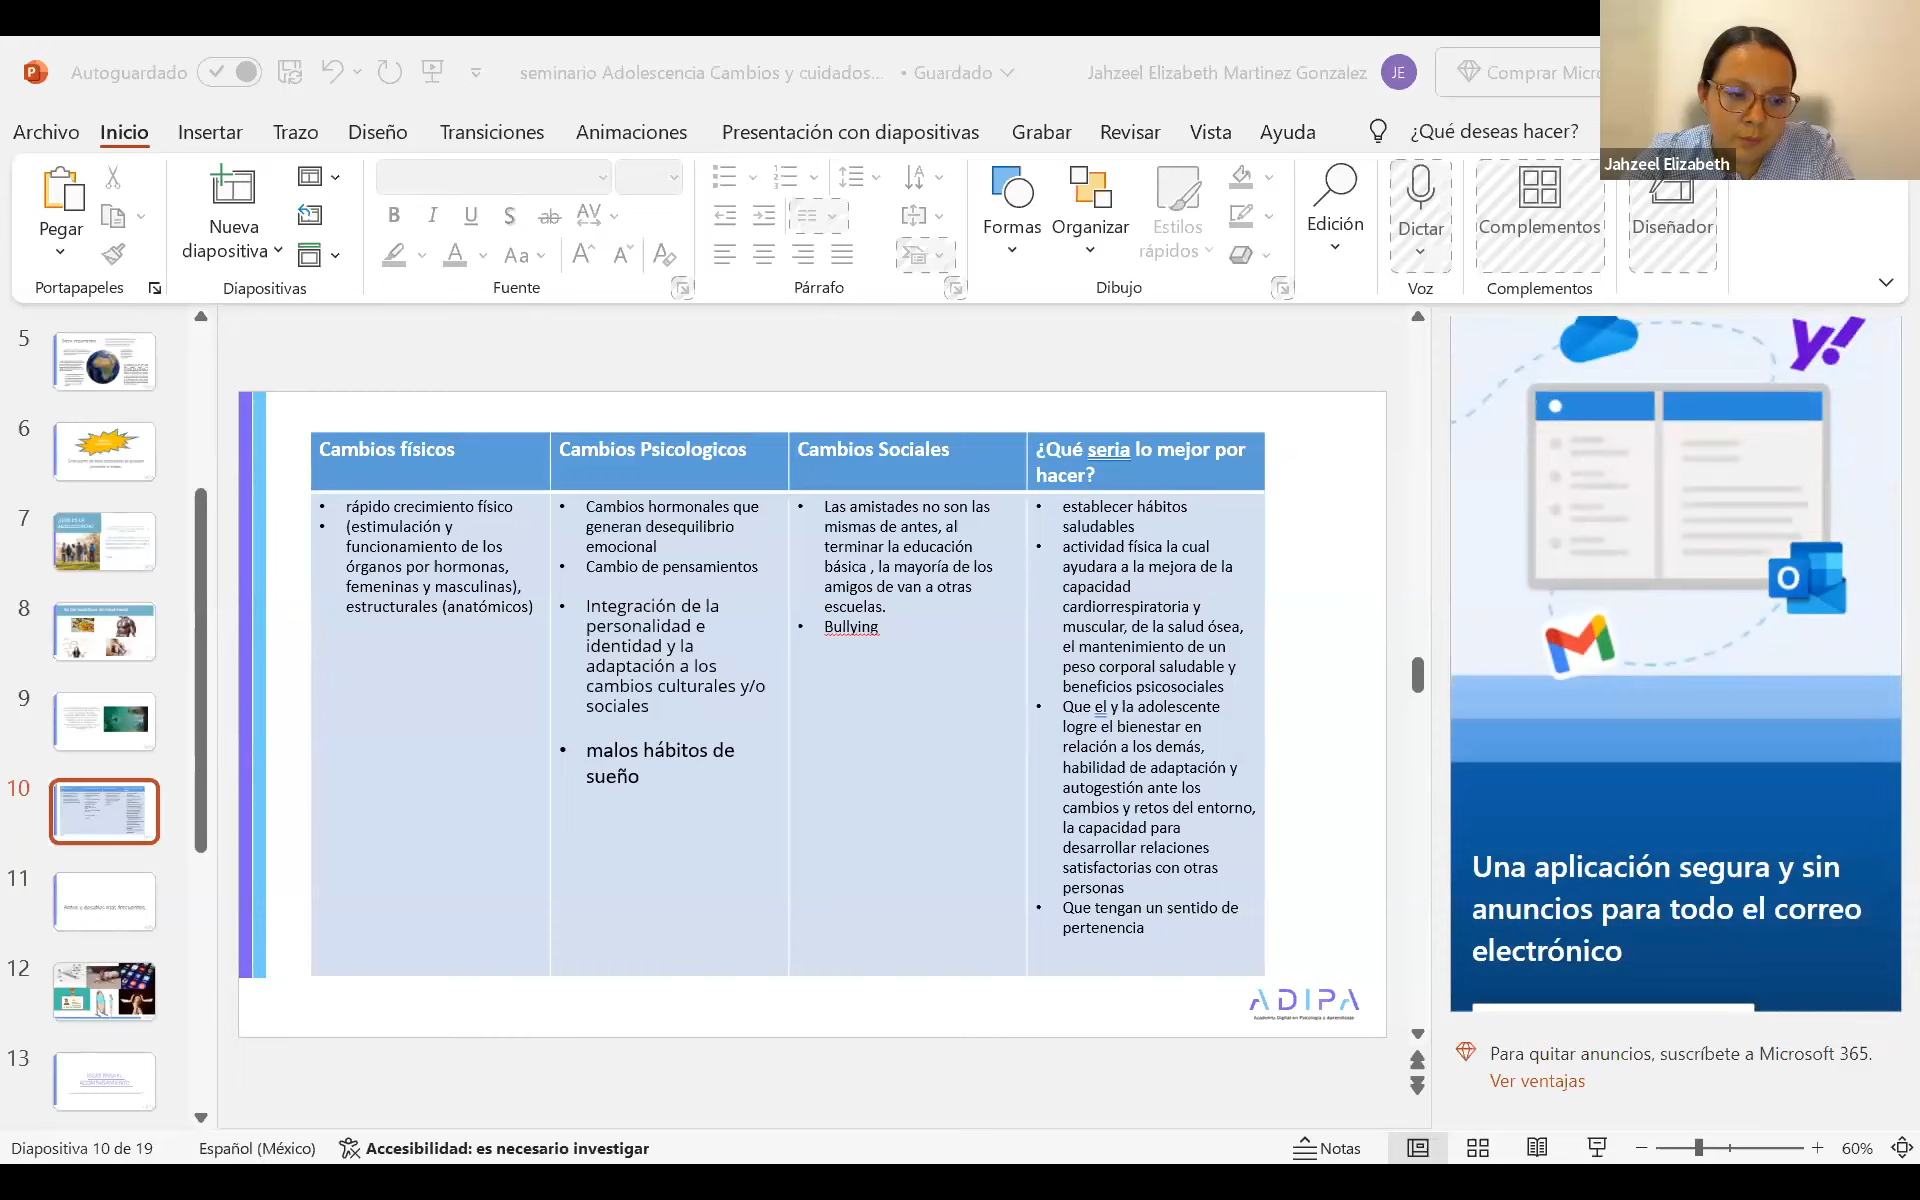 Autoguardado
seminario Adolescencia Cambios y cuidados... • Guardado
Jahzeel Elizabeth Martinez Gonzalez
JE
Comprar Micro
Archivo
Inicio
Insertar
Trazo
Diseño
Transiciones
Animaciones
Presentación con diapositivas
Grabar
Revisar
Vista
Ayuda
¿Qué deseas hacer?
Jahzeel Elizabeth
Pegar
Nueva
diapositiva
Formas
Organizar
Estilos
rápidos
Edición
Dictar
Complementos
Diseñador
Portapapeles
Diapositivas
Fuente
Párrafo
Dibujo
Voz
Complementos
5
6
7
8
9
10
11
12
13
Cambios físicos
rápido crecimiento físico
(estimulación y
funcionamiento de los
órganos por hormonas,
femeninas y masculinas),
estructurales (anatómicos)
Cambios Psicologicos
Cambios hormonales que
generan desequilibrio
emocional
Cambio de pensamientos
Integración de la
personalidad e
identidad y la
adaptación a los
cambios culturales y/o
sociales
malos hábitos de
sueño
Cambios Sociales
Las amistades no son las
mismas de antes, al
terminar la educación
básica , la mayoría de los
amigos de van a otras
escuelas.
Bullying
¿Qué seria lo mejor por
hacer?
establecer hábitos
saludables
actividad física la cual
ayudara a la mejora de la
capacidad
cardiorrespiratoria y
muscular, de la salud ósea,
el mantenimiento de un
peso corporal saludable y
beneficios psicosociales
Que el y la adolescente
logre el bienestar en
relación a los demás,
habilidad de adaptación y
autogestión ante los
cambios y retos del entorno,
la capacidad para
desarrollar relaciones
satisfactorias con otras
personas
Que tengan un sentido de
pertenencia
ADIPA
Academia Digital en Psicología y Aprendizaje
Una aplicación segura y sin
anuncios para todo el correo
electrónico
Para quitar anuncios, suscríbete a Microsoft 365.
Ver ventajas
Diapositiva 10 de 19
Español (México)
Accesibilidad: es necesario investigar
Notas
60%